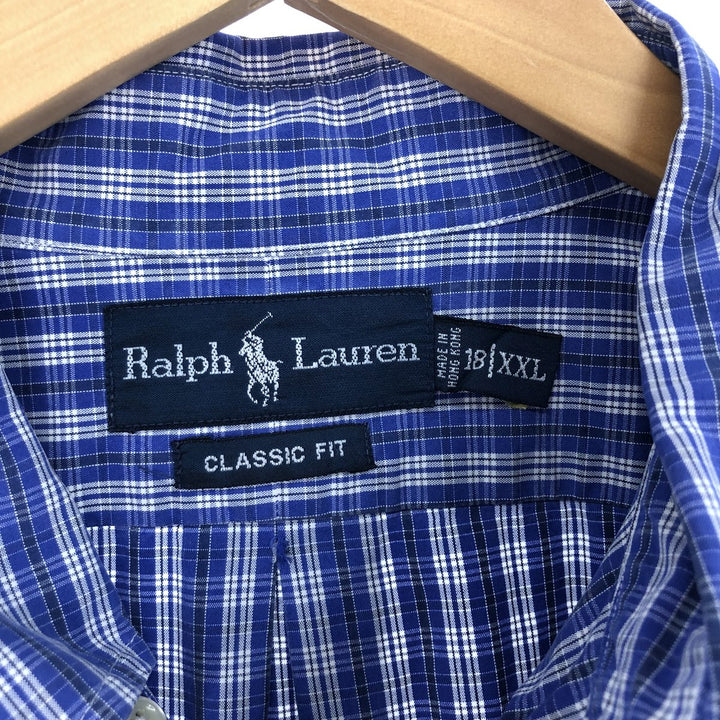 Ralph Lauren
MADE IN
HONG KONG
18/XXL
CLASSIC FIT